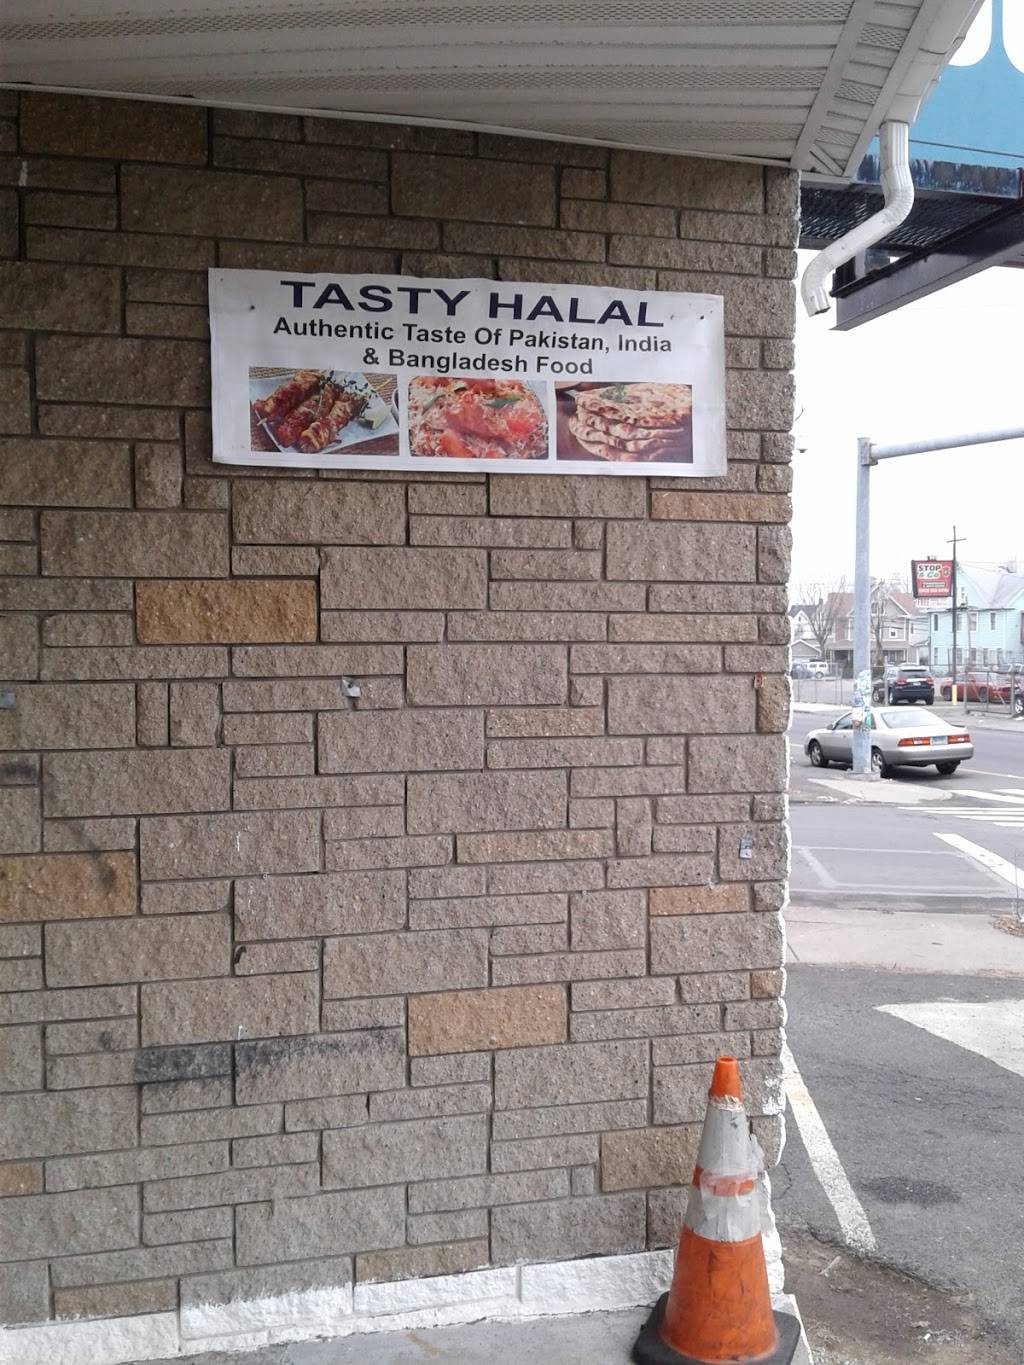 TASTY HALAL
Authentic Taste Of Pakistan, India
& Bangladesh Food
STOP
& Go